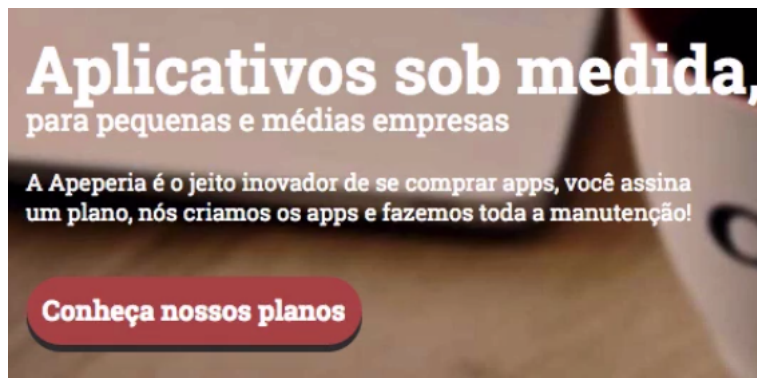 Aplicativos sob medida,
para pequenas e médias empresas
A Apeperia é o jeito inovador de se comprar apps, você assina
um plano, nós criamos os apps e fazemos toda a manutenção!
Conheça nossos planos